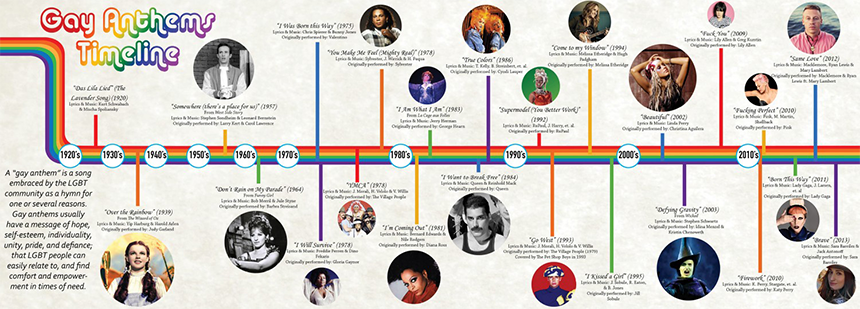 Gay Anthems
Timeline
A "gay anthem" is a song
embraced by the LGBT
community as a hymn for
one or several reasons.
Gay anthems usually
have a message of hope,
self-esteem, individuality,
unity, pride, and defiance;
that LGBT people can
easily relate to, and find
comfort and empower-
ment in times of need.
1920's
1930's
1940's
1950's
1960's
1970's
1980's
1990's
2000's
2010's
"Das Lila Lied" (The
Lavender Song) (1920)
Lyrics & Music: Kurt Schwabach
& Mischa Spoliansky
"Over the Rainbow" (1939)
From The Wizard of Oz
Lyrics & Music: Yip Harburg & Harold Arlen
Originally performed by: Judy Garland
"Somewhere (there's a place for us)" (1957)
From West Side Story
Lyrics & Music: Stephen Sondheim & Leonard Bernstein
Originally performed by: Larry Kert & Carol Lawrence
"Don't Rain on My Parade" (1964)
From Funny Girl
Lyrics & Music: Bob Merrill & Jule Styne
Originally performed by: Barbra Streisand
"I Was Born this Way" (1975)
Lyrics & Music: Chris Spierer & Bunny Jones
Originally performed by: Valentino
"I Will Survive" (1978)
Lyrics & Music: Freddie Perren & Dino
Fekaris
Originally performed by: Gloria Gaynor
"You Make Me Feel (Mighty Real)" (1978)
Lyrics & Music: Sylvester, J. Wirrick &
Originally performed by: Sylvester
"YMCA" (1978)
Lyrics & Music: J. Morali, H. Velolo & V. Willis
Originally performed by: The Village People
"I'm Coming Out" (1981)
Lyrics & Music: Bernard Edwards &
Nile Rodgers
Originally performed by: Diana Ross
"I Am What I Am" (1983)
From La Cage aux Folles
Lyrics & Music: Jerry Herman
Originally performed by: George Hearn
"I Want to Break Free" (1984)
Lyrics & Music: Queen & Reinhold Mack
Originally performed by: Queen
"True Colors" (1986)
Lyrics & Music: T. Kelly, B. Steinberg, et. al.
Originally performed by: Cyndi Lauper
"Supermodel (You Better Work)"
(1992)
Lyrics & Music: RuPaul, J. Harry, et. al.
Originally performed by: RuPaul
"Go West" (1993)
Lyrics & Music: J. Morali, H. Velolo & V. Willis
Originally performed by: The Village People (1979)
Covered by The Pet Shop Boys in 1993
"Come to my Window" (1994)
Lyrics & Music: Melissa Etheridge & Hugh
Padgham
Originally performed by: Melissa Etheridge
"I Kissed a Girl" (1995)
Lyrics & Music: J. Sobule, R. Eaton,
& B. Jones
Originally performed by: Jill
Sobule
"Beautiful" (2002)
Lyrics & Music: Linda Perry
Originally performed by: Christina Aguilera
"Defying Gravity" (2003)
From Wicked
Lyrics & Music: Stephen Schwartz
Originally performed by: Idina Menzel &
Kristin Chenoweth
"Fuck You" (2009)
Lyrics & Music: Lily Allen & Greg Kurstin
Originally performed by: Lily Allen
"Firework" (2010)
Lyrics & Music: K. Perry, Stargate, et. al.
Originally performed by: Katy Perry
"Fucking Perfect" (2010)
Lyrics & Music: Pink, M. Martin,
Shellback
Originally performed by: Pink
"Born This Way" (2011)
Lyrics & Music: Lady Gaga, J. Larsen,
et. al
Originally performed by: Lady Gaga
"Same Love" (2012)
Lyrics & Music: Macklemore, Ryan Lewis &
Mary Lambert
Originally performed by: Macklemore & Ryan
Lewis ft. Mary Lambert
"Brave" (2013)
Lyrics & Music: Sara Bareilles &
Jack Antonoff
Originally performed by: Sara
Bareilles